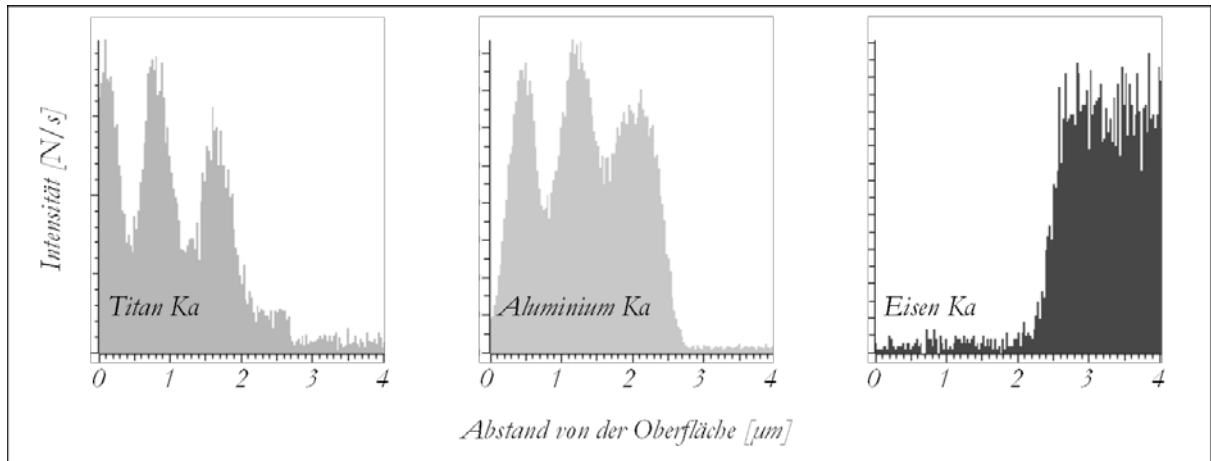 Intensität [N/s]
Titan Ka
0 1 2 3 4
Aluminium Ka
0 1 2 3 4
Eisen Ka
0 1 2 3 4
Abstand von der Oberfläche [µm]